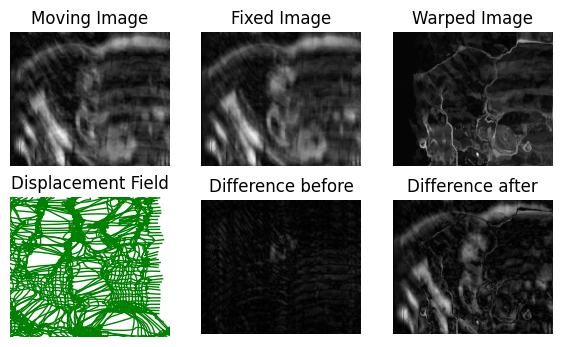 Moving Image
Fixed Image
Warped Image
Displacement Field
Difference before
Difference after